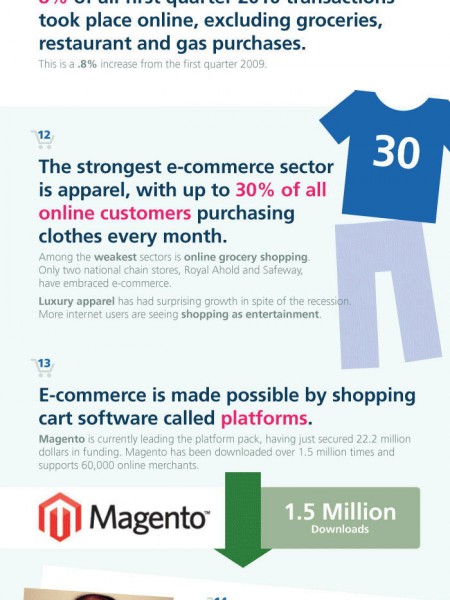 8% of all first quarter 2010 transactions
took place online, excluding groceries,
restaurant and gas purchases.
This is a .8% increase from the first quarter 2009.
12
The strongest e-commerce sector
is apparel, with up to 30% of all
online customers purchasing
clothes every month.
Among the weakest sectors is online grocery shopping.
Only two national chain stores, Royal Ahold and Safeway,
have embraced e-commerce.
Luxury apparel has had surprising growth in spite of the recession.
More internet users are seeing shopping as entertainment.
30
13
E-commerce is made possible by shopping
cart software called platforms.
Magento is currently leading the platform pack, having just secured 22.2 million
dollars in funding. Magento has been downloaded over 1.5 million times and
supports 60,000 online merchants.
Magento™
1.5 Million
Downloads